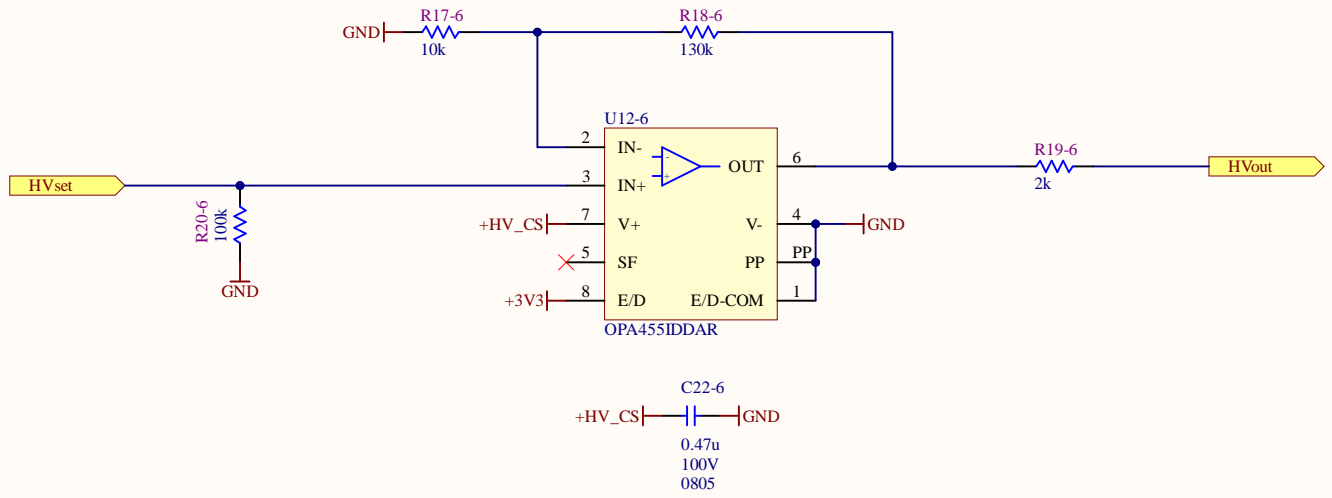 R17-6
R18-6
GND
10k
130k
U12-6
2
IN-
OUT
6
R19-6
2k
HVset
HVout
3
IN+
R20-6
100k
+HV_CS
7
V+
V-
4
GND
5
SF
PP
PP
GND
+3V3
8
E/D
E/D-COM
1
OPA455IDDAR
C22-6
+HV_CS
GND
0.47u
100V
0805